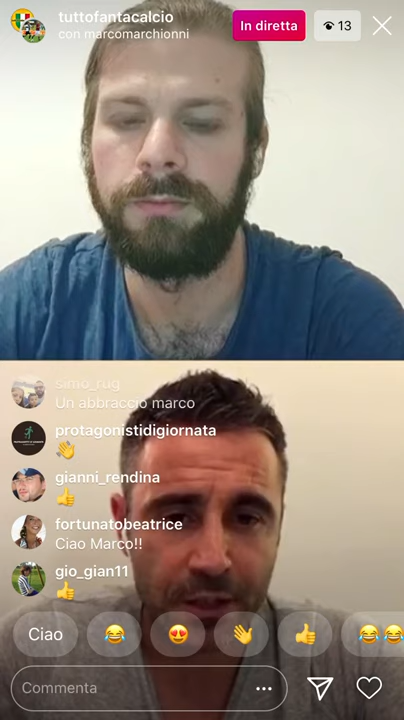 tuttofantacalcio
con marcomarchionni
In diretta
13
simo_rug
Un abbraccio marco
protagonistidigiornata
👋
gianni_rendina
👍
fortunatobeatrice
Ciao Marco!!
gio_gian11
👍
Ciao 😂 😍 👋 👍 😂😂
Commenta